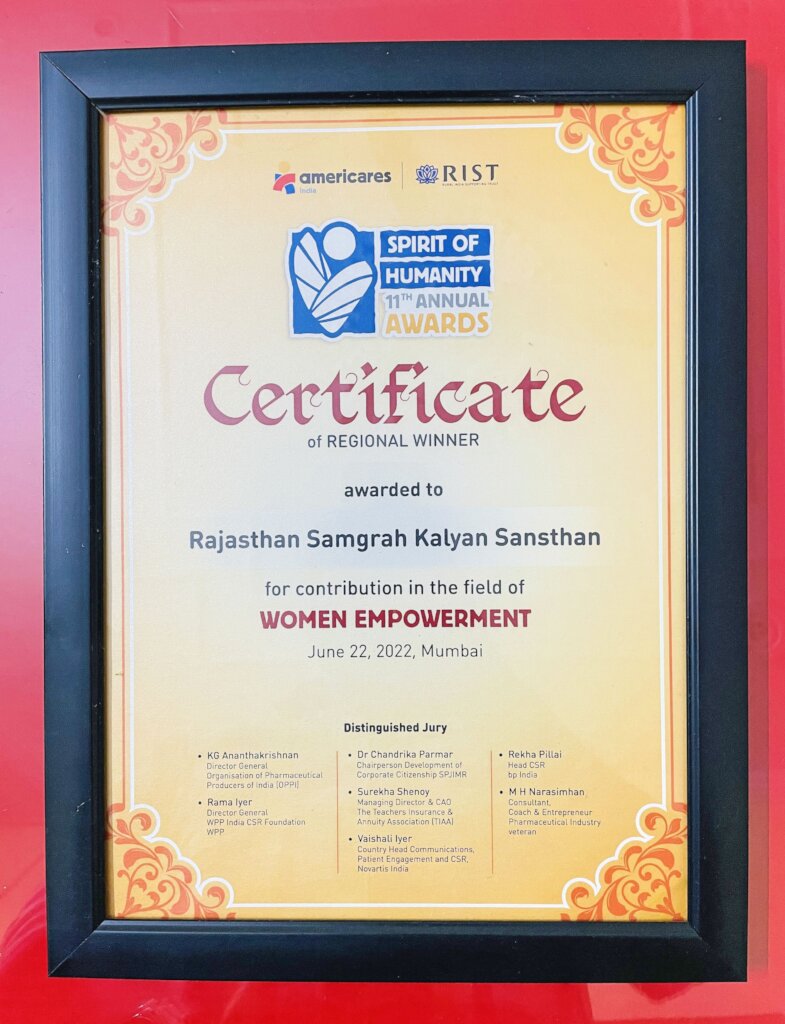 americares
India
RIST
RURAL INDIA SUPPORTING TRUST
SPIRIT OF
HUMANITY
11TH ANNUAL
AWARDS
Certificate
of REGIONAL WINNER
awarded to
Rajasthan Samgrah Kalyan Sansthan
for contribution in the field of
WOMEN EMPOWERMENT
June 22, 2022, Mumbai
Distinguished Jury
• KG Ananthakrishnan
Director General
Organisation of Pharmaceutical
Producers of India (OPPI)
• Rama Iyer
Director General
WPP India CSR Foundation
WPP
• Dr Chandrika Parmar
Chairperson Development of
Corporate Citizenship SPJIMR
• Surekha Shenoy
Managing Director & CAO
The Teachers Insurance &
Annuity Association (TIAA)
• Vaishali Iyer
Country Head Communications,
Patient Engagement and CSR,
Novartis India
• Rekha Pillai
Head CSR
bp India
• M H Narasimhan
Consultant,
Coach & Entrepreneur
Pharmaceutical Industry
veteran